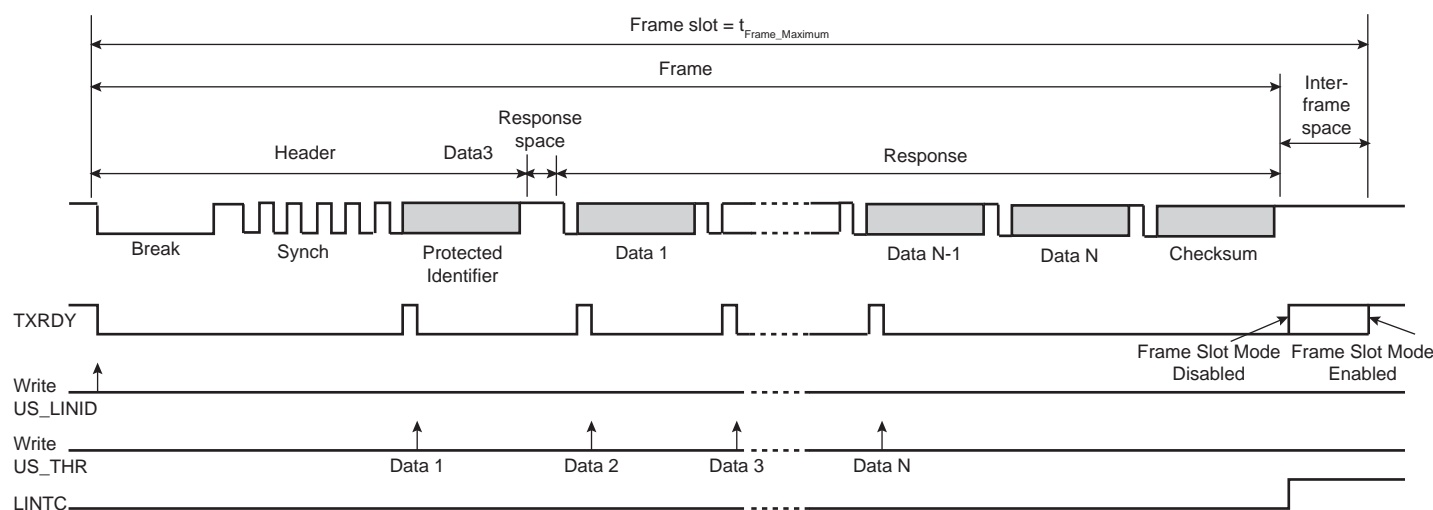 Frame slot = tFrame_Maximum
Frame
Inter-
frame
space
Response
space
Header
Data3
Response
Break
Synch
Protected
Identifier
Data 1
Data N-1
Data N
Checksum
TXRDY
Frame Slot Mode
Disabled
Frame Slot Mode
Enabled
Write
US_LINID
Write
US_THR
Data 1
Data 2
Data 3
Data N
LINTC